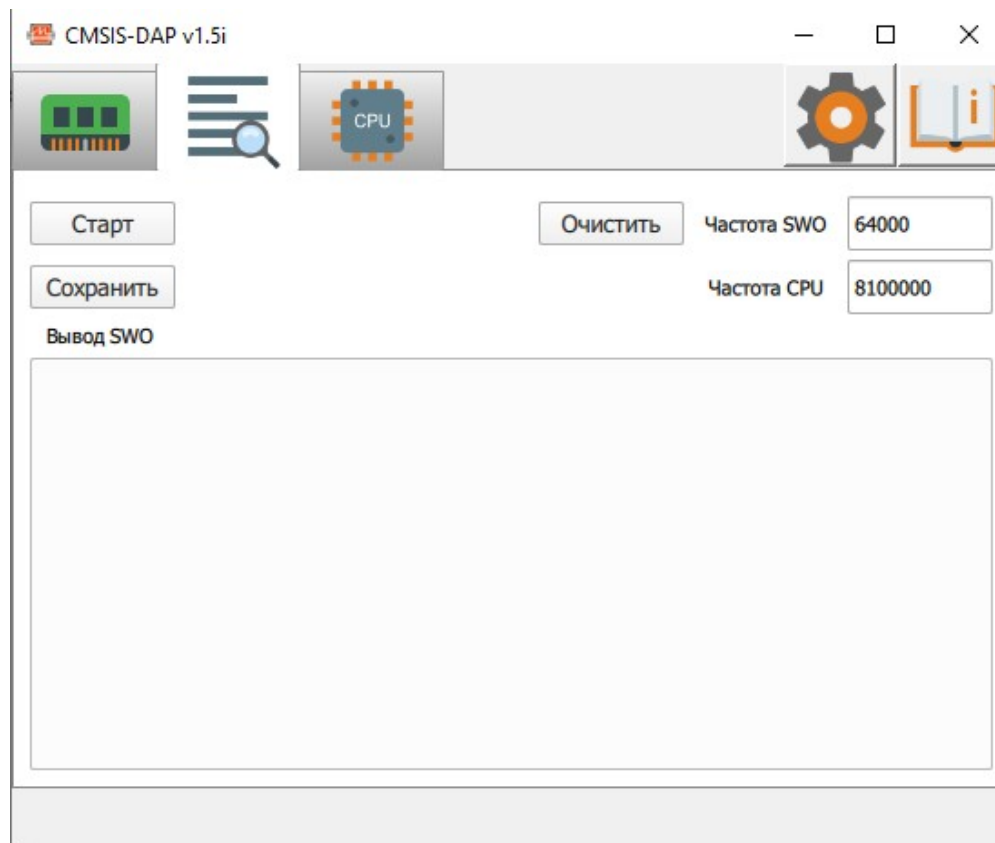 CMSIS-DAP v1.5i
CPU
i
Старт
Очистить
Частота SWO
64000
Сохранить
Частота CPU
8100000
Вывод SWO